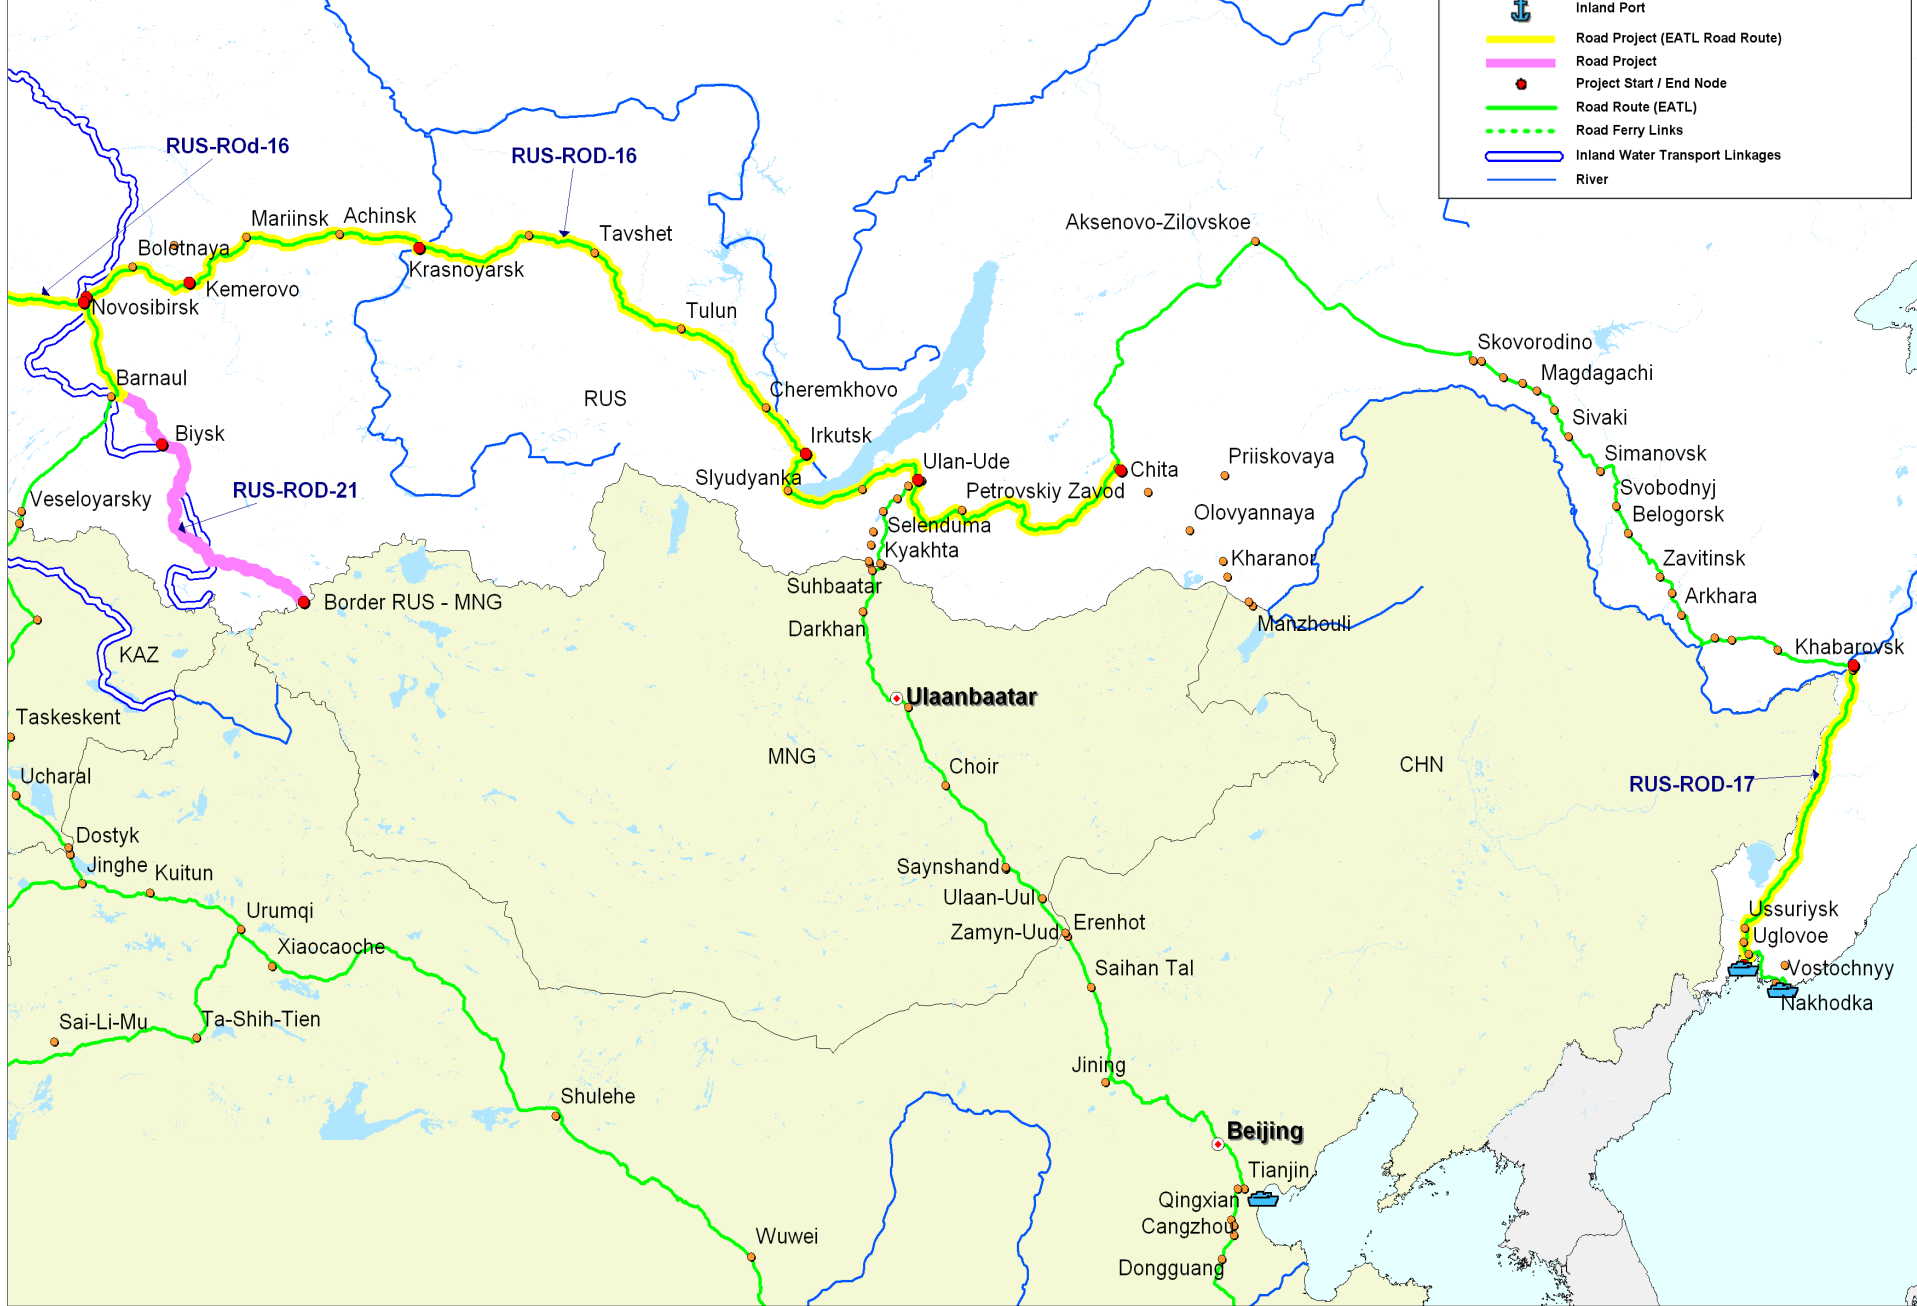 Inland Port
Road Project (EATL Road Route)
Road Project
Project Start / End Node
Road Route (EATL)
Road Ferry Links
Inland Water Transport Linkages
River
RUS-ROd-16
RUS-ROD-16
Mariinsk
Achinsk
Tavshet
Aksenovo-Zilovskoe
Bolotnaya
Krasnoyarsk
Kemerovo
Novosibirsk
Tulun
Skovorodino
Magdagachi
Barnaul
Cheremkhovo
RUS
Sivaki
Biysk
Irkutsk
Simanovsk
Priiskovaya
Ulan-Ude
Chita
Slyudyanka
Petrovskiy Zavod
Svobodnyj
RUS-ROD-21
Veseloyarsky
Olovyannaya
Belogorsk
Selenduma
Kyakhta
Kharanor
Zavitinsk
Suhbaatar
Arkhara
Border RUS - MNG
Darkhan
Manzhouli
Khabarovsk
KAZ
Ulaanbaatar
Taskeskent
MNG
CHN
Choir
Ucharal
RUS-ROD-17
Dostyk
Jinghe
Kuitun
Saynshand
Ulaan-Uul
Urumqi
Ussuriysk
Erenhot
Zamyn-Uud
Uglovoe
Xiaocaoche
Saihan Tal
Vostochnyy
Nakhodka
Sai-Li-Mu
Ta-Shih-Tien
Jining
Shulehe
Beijing
Tianjin
Qingxian
Cangzhou
Wuwei
Dongguang